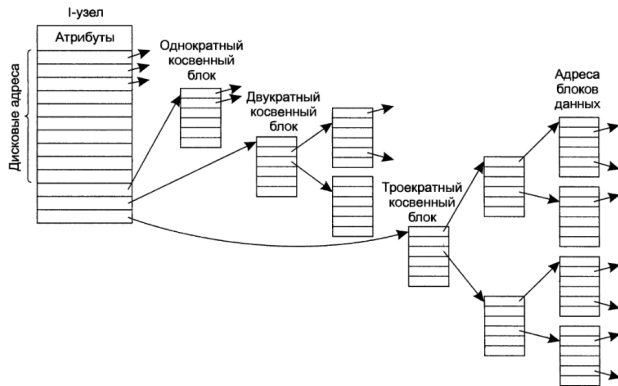 I-узел
Атрибуты
Дисковые адреса
Однократный
косвенный
блок
Двукратный
косвенный
блок
Троекратный
косвенный
блок
Адреса
блоков
данных